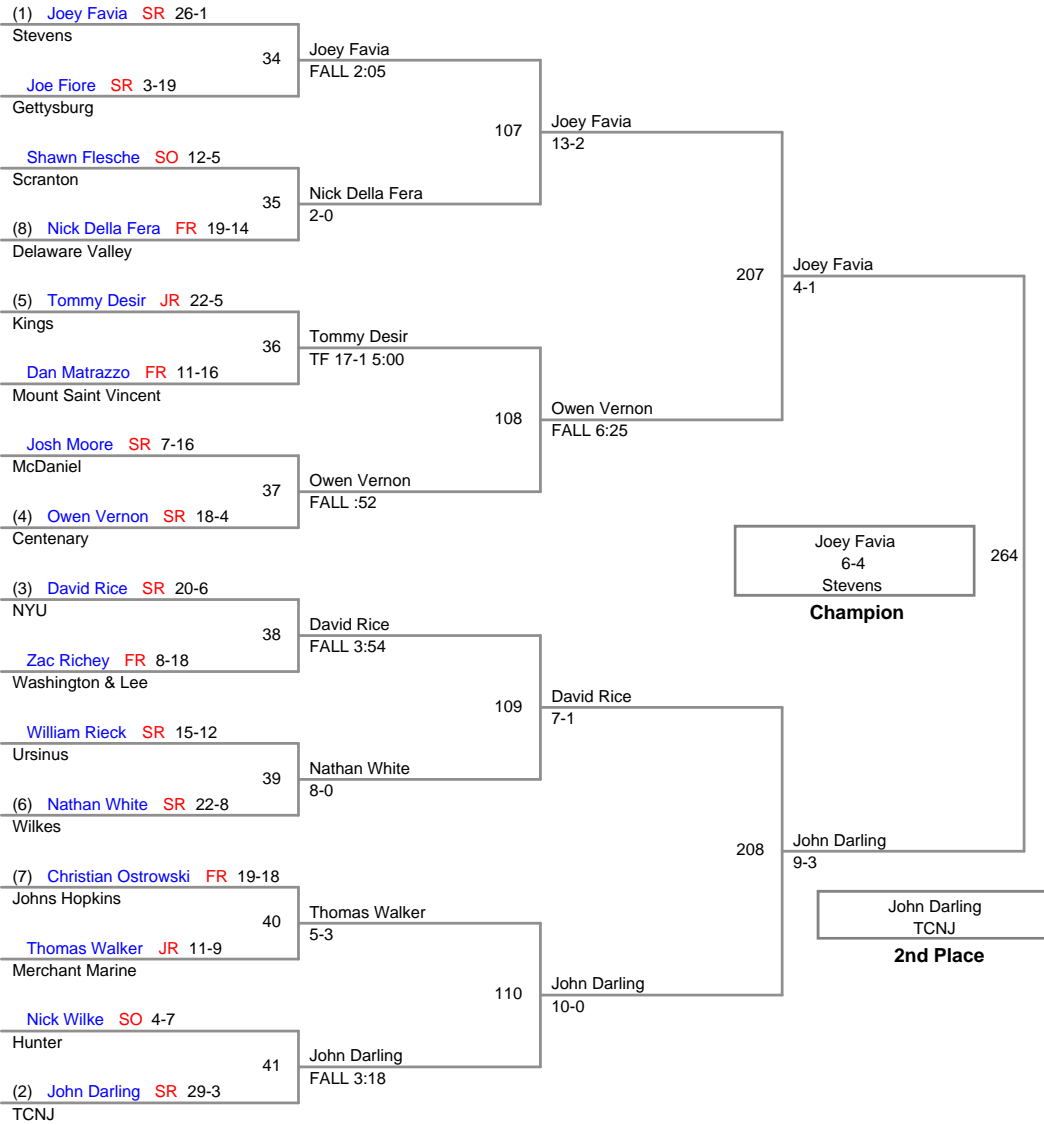 (1) Joey Favia SR 26-1
Stevens
34
Joe Fiore SR 3-19
Gettysburg
Joey Favia
FALL 2:05
Shawn Flesche SO 12-5
Scranton
35
(8) Nick Della Fera FR 19-14
Delaware Valley
Nick Della Fera
2-0
107
Joey Favia
13-2
(5) Tommy Desir JR 22-5
Kings
36
Dan Matrazzo FR 11-16
Mount Saint Vincent
Tommy Desir
TF 17-1 5:00
Josh Moore SR 7-16
McDaniel
37
(4) Owen Vernon SR 18-4
Centenary
Owen Vernon
FALL :52
108
Owen Vernon
FALL 6:25
207
Joey Favia
4-1
(3) David Rice SR 20-6
NYU
38
Zac Richey FR 8-18
Washington & Lee
David Rice
FALL 3:54
William Rieck SR 15-12
Ursinus
39
(6) Nathan White SR 22-8
Wilkes
Nathan White
8-0
109
David Rice
7-1
(7) Christian Ostrowski FR 19-18
Johns Hopkins
40
Thomas Walker JR 11-9
Merchant Marine
Thomas Walker
5-3
Nick Wilke SO 4-7
Hunter
41
(2) John Darling SR 29-3
TCNJ
John Darling
FALL 3:18
110
John Darling
10-0
208
John Darling
9-3
264
Joey Favia
6-4
Stevens
Champion
John Darling
TCNJ
2nd Place